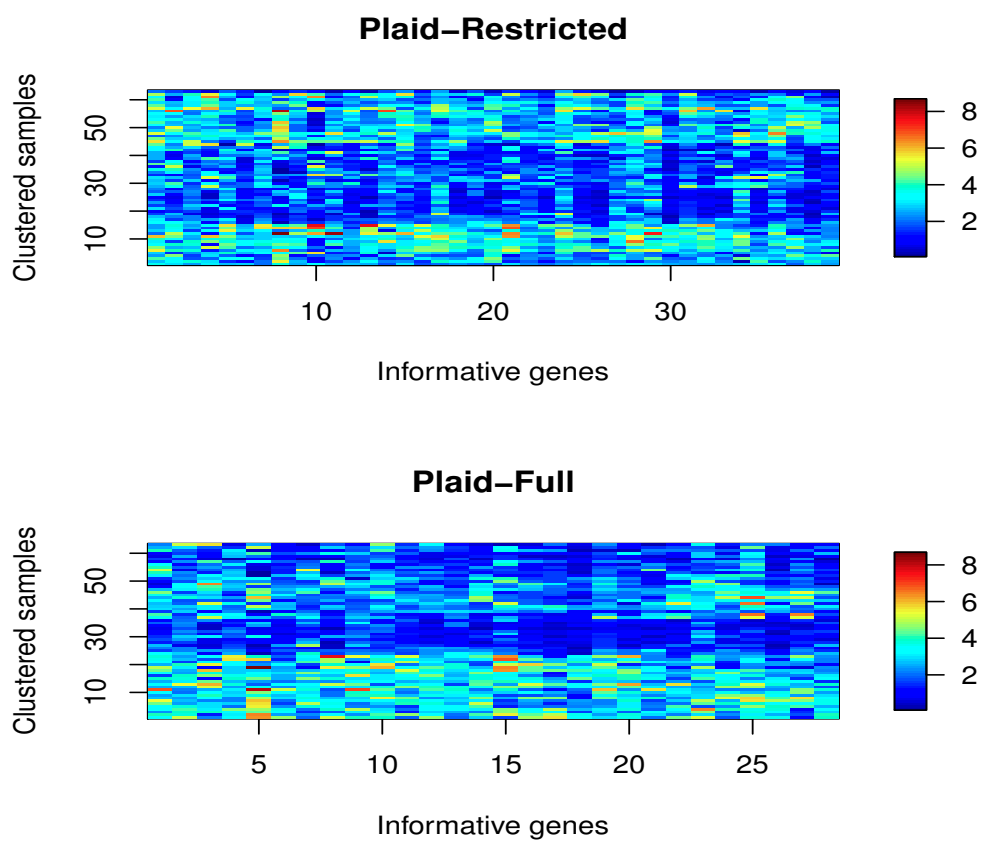 Plaid−Restricted
Clustered samples
50
30
10
10 20 30
Informative genes
8
6
4
2
Plaid−Full
Clustered samples
50
30
10
5 10 15 20 25
Informative genes
8
6
4
2